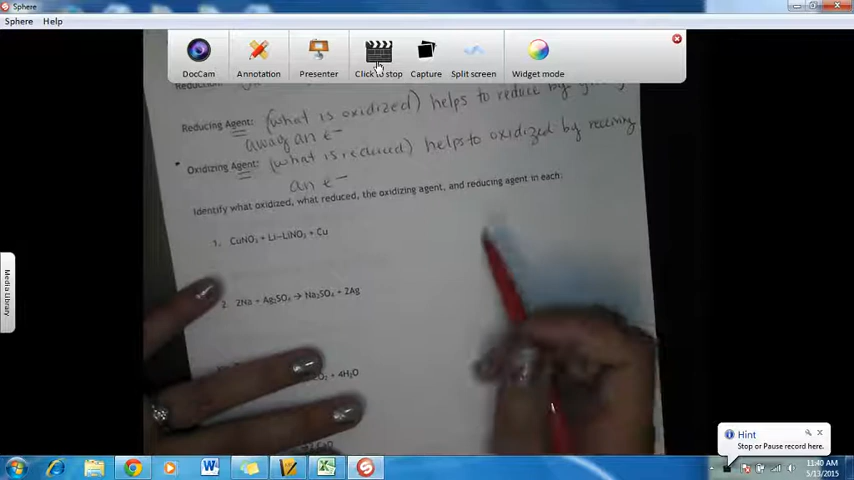 Sphere
Sphere Help
DocCam Annotation Presenter Click to stop Capture Split screen Widget mode
Reducing Agent: (what is oxidized) helps to reduce by
away an e-
Oxidizing Agent: (what is reduced) helps to oxidized by receiving
an e-
Identify what oxidized, what reduced, the oxidizing agent, and reducing agent in each:
1. CuNO₃ + Li→LiNO₃ + Cu
2. 2Na + Ag₂SO₄ → Na₂SO₄ + 2Ag
+ 4H₂O
Media Library
Hint
Stop or Pause record here.
11:40 AM
5/13/2015